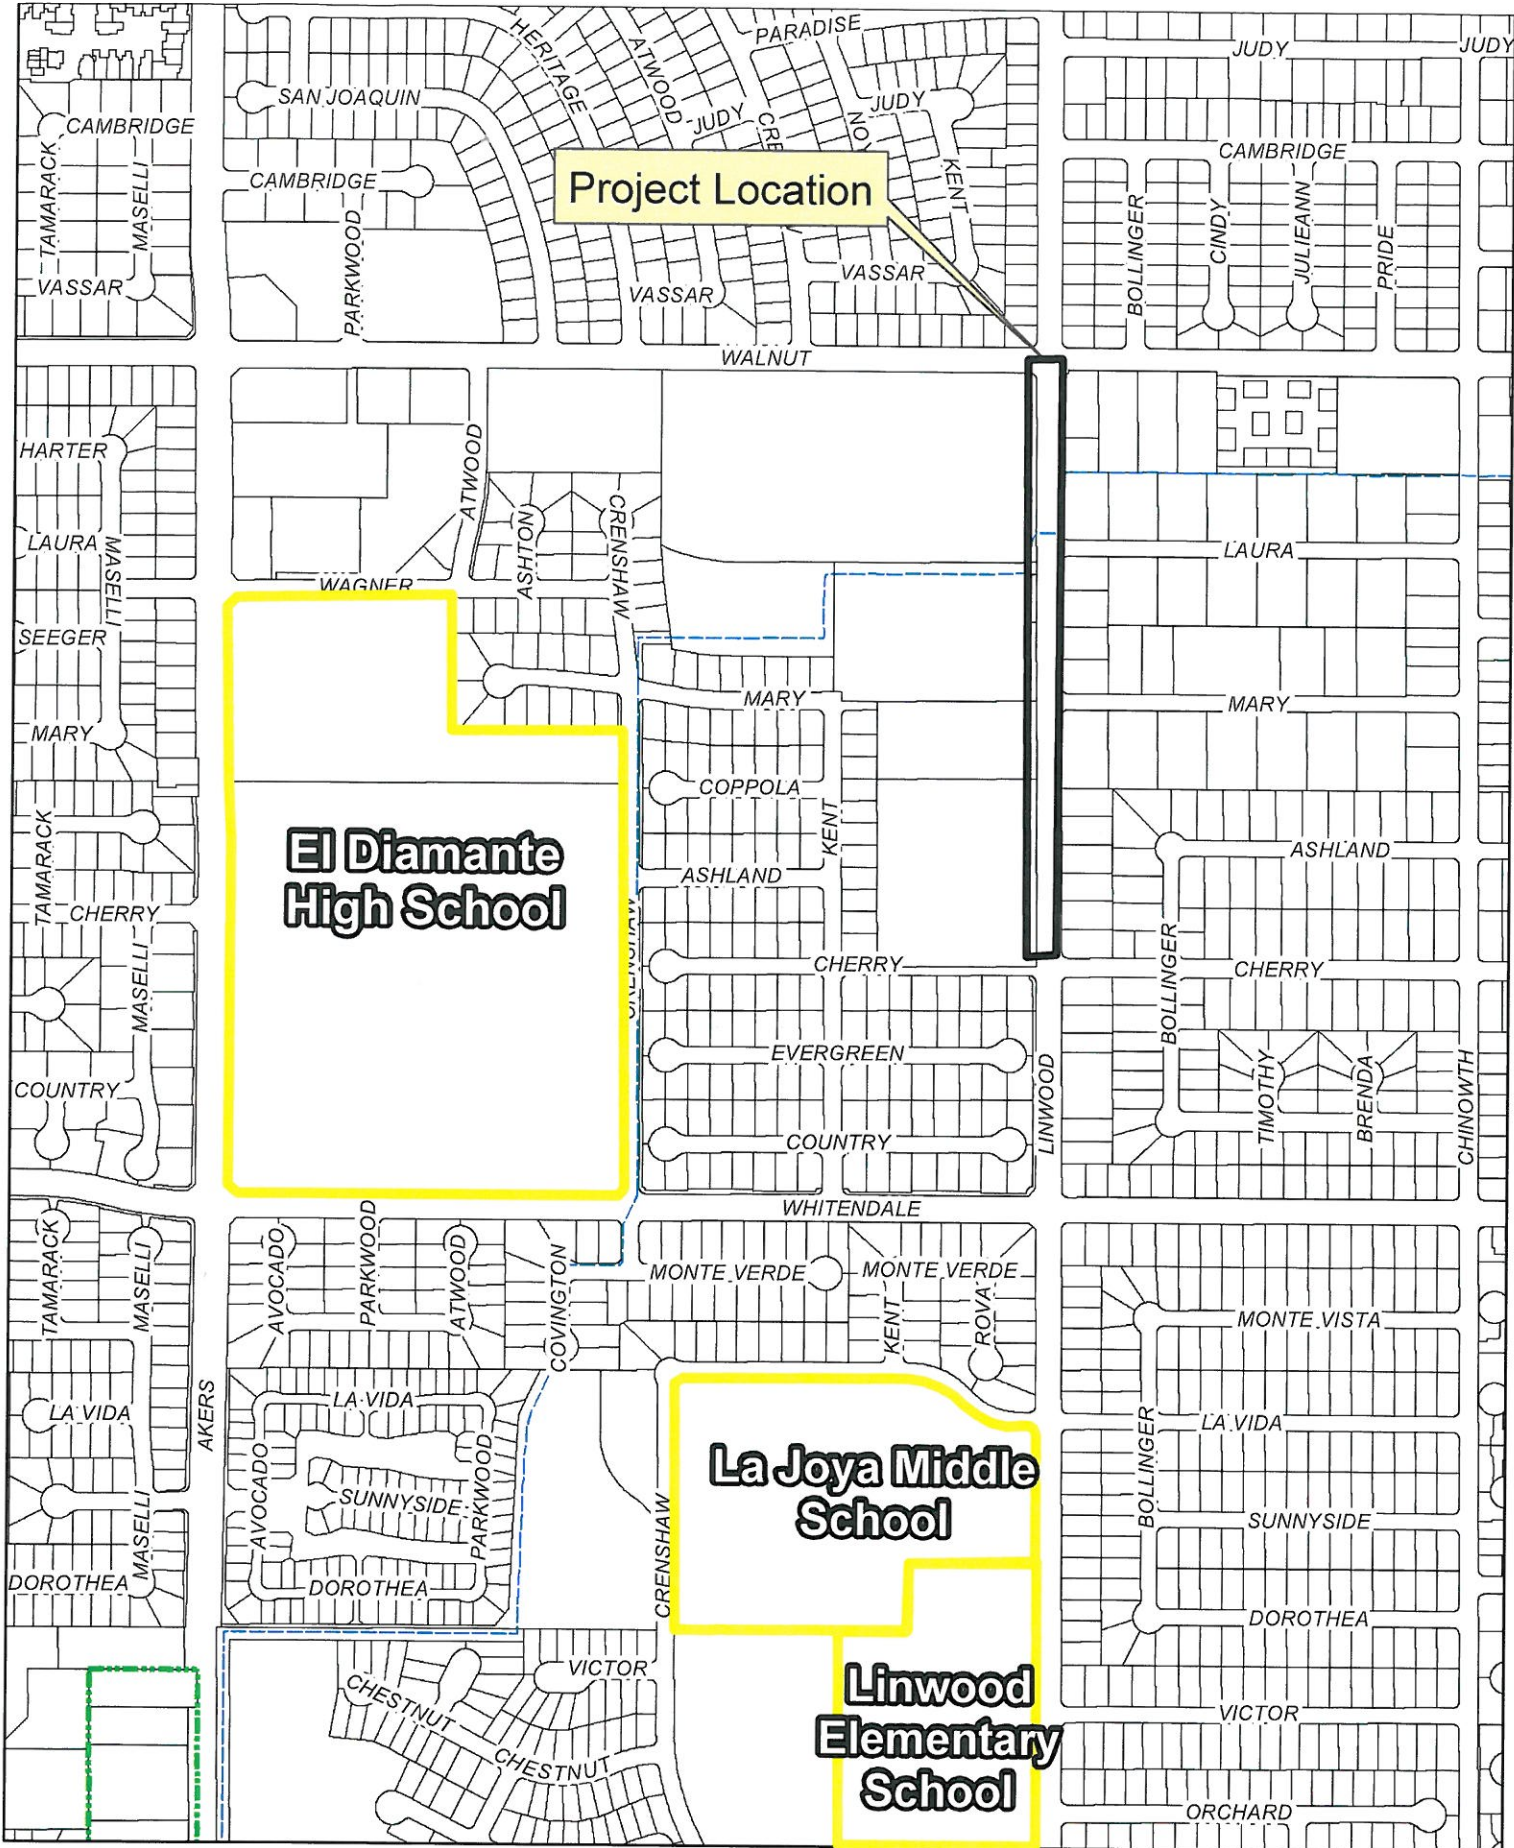 HERITAGE
ATWOOD
PARADISE
JUDY
JUDY
SAN JOAQUIN
JUDY
JUDY
CAMBRIDGE
CAMBRIDGE
CAMBRIDGE
TAMARACK
MASELLI
PARKWOOD
Project Location
KENT
BOLLINGER
CINDY
JULIEANN
PRIDE
VASSAR
VASSAR
VASSAR
WALNUT
HARTER
ATWOOD
ASHTON
CRENSHAW
LAURA
LAURA
MASELLI
WAGNER
SEEGER
MARY
MARY
MARY
COPPOLA
KENT
TAMARACK
El Diamante
High School
ASHLAND
ASHLAND
CHERRY
CRENSHAW
CHERRY
CHERRY
MASELLI
BOLLINGER
EVERGREEN
LINWOOD
TIMOTHY
BRENDA
CHINOWTH
COUNTRY
COUNTRY
WHITENDALE
TAMARACK
MASELLI
AVOCADO
PARKWOOD
ATWOOD
COVINGTON
MONTE VERDE
MONTE VERDE
KENT
ROVA
MONTE VISTA
AKERS
LA VIDA
LA VIDA
LA VIDA
BOLLINGER
La Joya Middle
School
AVOCADO
SUNNYSIDE
PARKWOOD
SUNNYSIDE
MASELLI
CRENSHAW
DOROTHEA
DOROTHEA
DOROTHEA
VICTOR
Linwood
Elementary
School
CHESTNUT
VICTOR
CHESTNUT
ORCHARD